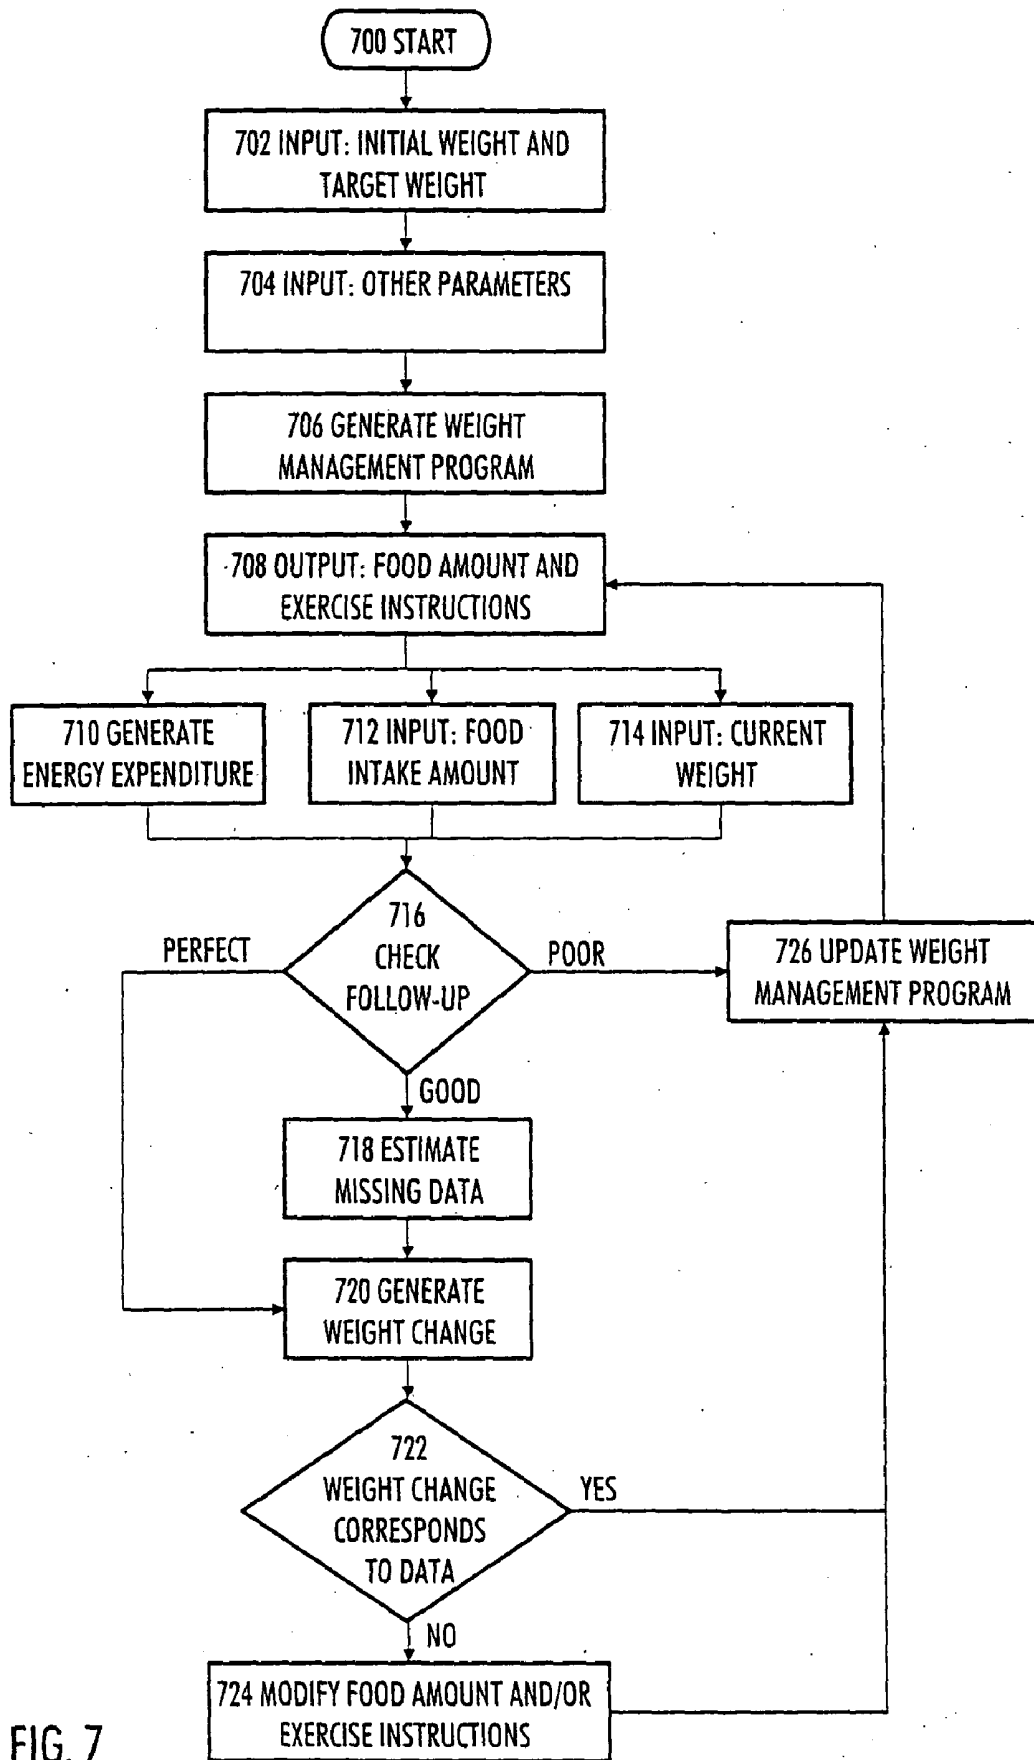 700 START
702 INPUT: INITIAL WEIGHT AND
TARGET WEIGHT
704 INPUT: OTHER PARAMETERS
706 GENERATE WEIGHT
MANAGEMENT PROGRAM
708 OUTPUT: FOOD AMOUNT AND
EXERCISE INSTRUCTIONS
710 GENERATE
ENERGY EXPENDITURE
712 INPUT: FOOD
INTAKE AMOUNT
714 INPUT: CURRENT
WEIGHT
716
CHECK
FOLLOW-UP
PERFECT
POOR
GOOD
726 UPDATE WEIGHT
MANAGEMENT PROGRAM
718 ESTIMATE
MISSING DATA
720 GENERATE
WEIGHT CHANGE
722
WEIGHT CHANGE
CORRESPONDS
TO DATA
YES
NO
724 MODIFY FOOD AMOUNT AND/OR
EXERCISE INSTRUCTIONS
FIG. 7